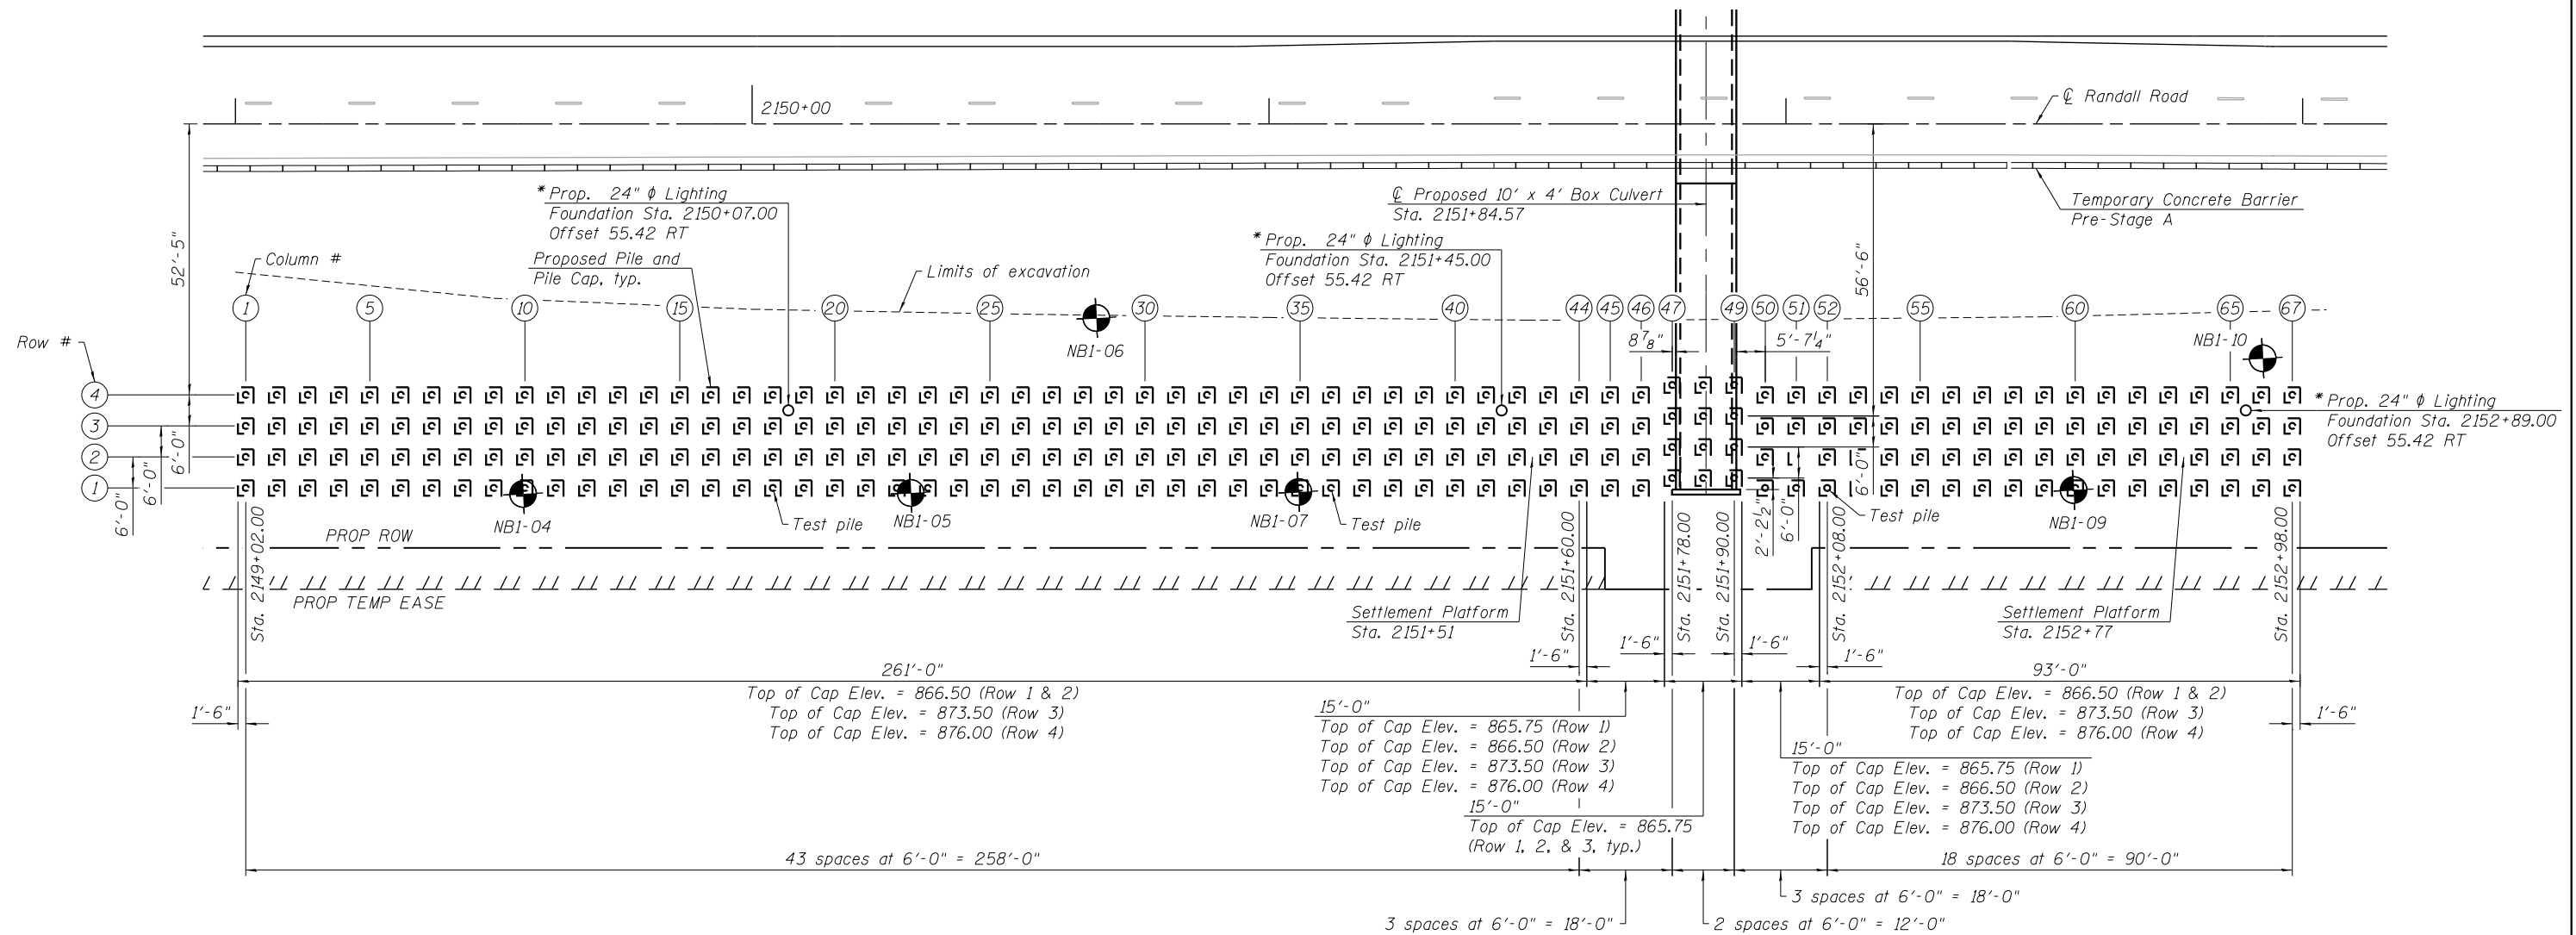 2150+00
℄ Randall Road
* Prop. 24" ϕ Lighting
Foundation Sta. 2150+07.00
Offset 55.42 RT
℄ Proposed 10' x 4' Box Culvert
Sta. 2151+84.57
Temporary Concrete Barrier
Pre-Stage A
* Prop. 24" ϕ Lighting
Foundation Sta. 2151+45.00
Offset 55.42 RT
52'-5"
56'-6"
Column #
Proposed Pile and
Pile Cap, typ.
Limits of excavation
1 5 10 15 20 25 30 35 40 44 45 46 47 49 50 51 52 55 60 65 67
Row #
NB1-06
8 7/8"
5'-7 1/4"
NB1-10
4
3
2
1
* Prop. 24" ϕ Lighting
Foundation Sta. 2152+89.00
Offset 55.42 RT
6'-0"
6'-0"
6'-0"
6'-0"
6'-0"
2'-2 1/2"
NB1-04
Test pile
NB1-05
NB1-07
Test pile
Test pile
NB1-09
PROP ROW
PROP TEMP EASE
Sta. 2149+02.00
Sta. 2151+60.00
Sta. 2151+78.00
Sta. 2151+90.00
Sta. 2152+08.00
Sta. 2152+98.00
Settlement Platform
Sta. 2151+51
Settlement Platform
Sta. 2152+77
1'-6"
1'-6"
1'-6"
1'-6"
261'-0"
Top of Cap Elev. = 866.50 (Row 1 & 2)
Top of Cap Elev. = 873.50 (Row 3)
Top of Cap Elev. = 876.00 (Row 4)
93'-0"
Top of Cap Elev. = 866.50 (Row 1 & 2)
Top of Cap Elev. = 873.50 (Row 3)
Top of Cap Elev. = 876.00 (Row 4)
1'-6"
1'-6"
15'-0"
Top of Cap Elev. = 865.75 (Row 1)
Top of Cap Elev. = 866.50 (Row 2)
Top of Cap Elev. = 873.50 (Row 3)
Top of Cap Elev. = 876.00 (Row 4)
15'-0"
Top of Cap Elev. = 865.75
(Row 1, 2, & 3, typ.)
15'-0"
Top of Cap Elev. = 865.75 (Row 1)
Top of Cap Elev. = 866.50 (Row 2)
Top of Cap Elev. = 873.50 (Row 3)
Top of Cap Elev. = 876.00 (Row 4)
43 spaces at 6'-0" = 258'-0"
18 spaces at 6'-0" = 90'-0"
3 spaces at 6'-0" = 18'-0"
3 spaces at 6'-0" = 18'-0"
2 spaces at 6'-0" = 12'-0"